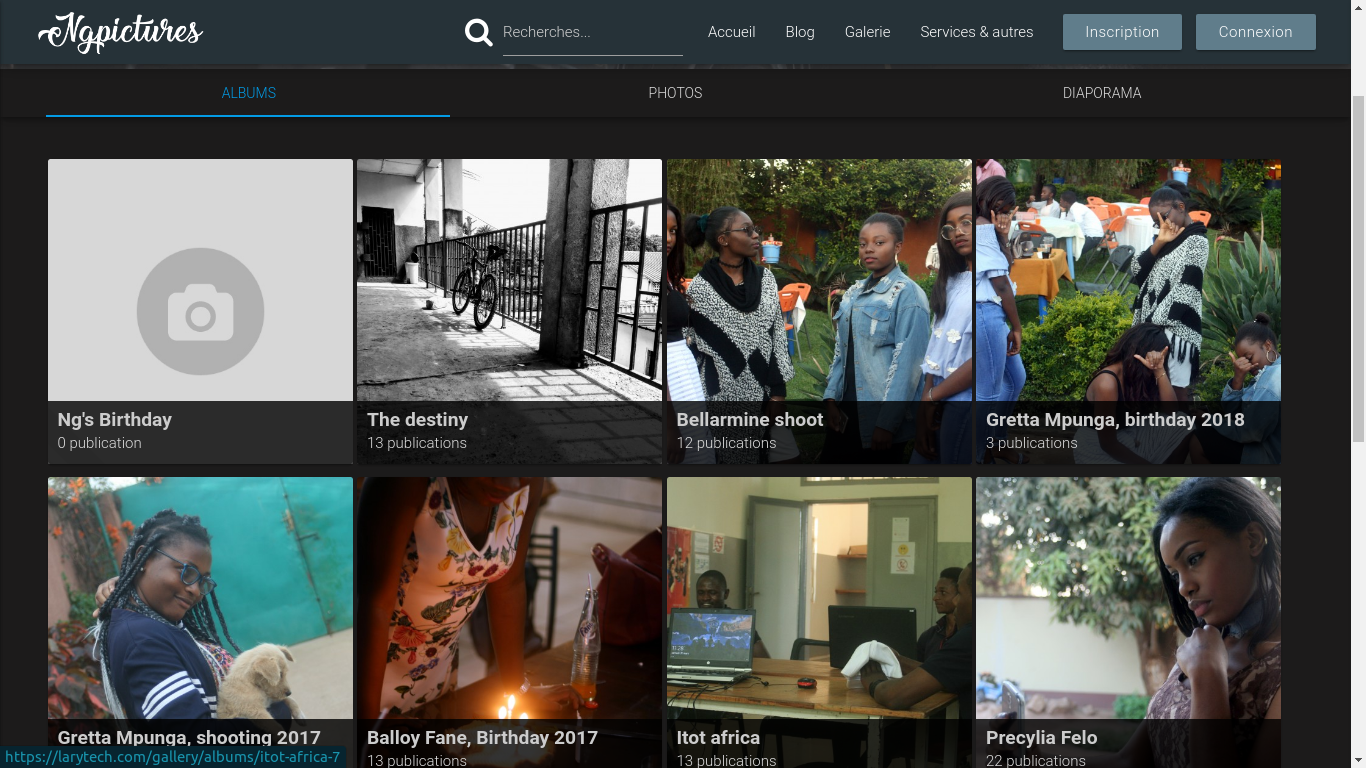 Ngpictures
Recherches...
Accueil
Blog
Galerie
Services & autres
Inscription
Connexion
ALBUMS
PHOTOS
DIAPORAMA
Ng's Birthday
0 publication
The destiny
13 publications
Bellarmine shoot
12 publications
Gretta Mpunga, birthday 2018
3 publications
Gretta Mpunga, shooting 2017
Balloy Fane, Birthday 2017
13 publications
Itot africa
13 publications
Precylia Felo
22 publications
https://larytech.com/gallery/albums/itot-africa-7